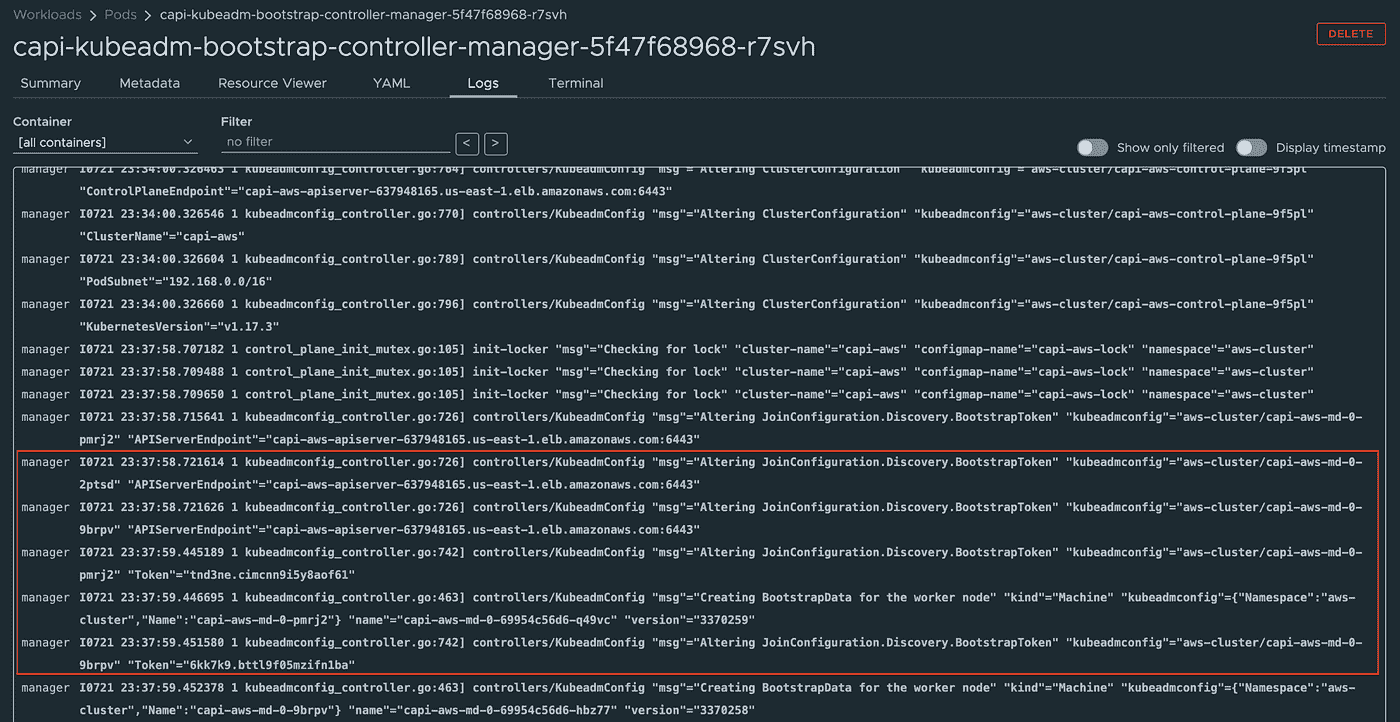 Workloads > Pods > capi-kubeadm-bootstrap-controller-manager-5f47f68968-r7svh
capi-kubeadm-bootstrap-controller-manager-5f47f68968-r7svh
DELETE
Summary Metadata Resource Viewer YAML Logs Terminal
Container Filter
[all containers] no filter < > Show only filtered Display timestamp
manager I0721 23:34:00.326463 1 kubeadmconfig_controller.go:764] controllers/KubeadmConfig "msg"="Altering ClusterConfiguration" "kubeadmconfig"="aws-cluster/capi-aws-control-plane-9f5pl"
"ControlPlaneEndpoint"="capi-aws-apiserver-637948165.us-east-1.elb.amazonaws.com:6443"
manager I0721 23:34:00.326546 1 kubeadmconfig_controller.go:770] controllers/KubeadmConfig "msg"="Altering ClusterConfiguration" "kubeadmconfig"="aws-cluster/capi-aws-control-plane-9f5pl"
"ClusterName"="capi-aws"
manager I0721 23:34:00.326604 1 kubeadmconfig_controller.go:789] controllers/KubeadmConfig "msg"="Altering ClusterConfiguration" "kubeadmconfig"="aws-cluster/capi-aws-control-plane-9f5pl"
"PodSubnet"="192.168.0.0/16"
manager I0721 23:34:00.326660 1 kubeadmconfig_controller.go:796] controllers/KubeadmConfig "msg"="Altering ClusterConfiguration" "kubeadmconfig"="aws-cluster/capi-aws-control-plane-9f5pl"
"KubernetesVersion"="v1.17.3"
manager I0721 23:37:58.707182 1 control_plane_init_mutex.go:105] init-locker "msg"="Checking for lock" "cluster-name"="capi-aws" "configmap-name"="capi-aws-lock" "namespace"="aws-cluster"
manager I0721 23:37:58.709488 1 control_plane_init_mutex.go:105] init-locker "msg"="Checking for lock" "cluster-name"="capi-aws" "configmap-name"="capi-aws-lock" "namespace"="aws-cluster"
manager I0721 23:37:58.709650 1 control_plane_init_mutex.go:105] init-locker "msg"="Checking for lock" "cluster-name"="capi-aws" "configmap-name"="capi-aws-lock" "namespace"="aws-cluster"
manager I0721 23:37:58.715641 1 kubeadmconfig_controller.go:726] controllers/KubeadmConfig "msg"="Altering JoinConfiguration.Discovery.BootstrapToken" "kubeadmconfig"="aws-cluster/capi-aws-md-0-
pmrj2" "APIServerEndpoint"="capi-aws-apiserver-637948165.us-east-1.elb.amazonaws.com:6443"
manager I0721 23:37:58.721614 1 kubeadmconfig_controller.go:726] controllers/KubeadmConfig "msg"="Altering JoinConfiguration.Discovery.BootstrapToken" "kubeadmconfig"="aws-cluster/capi-aws-md-0-
2ptsd" "APIServerEndpoint"="capi-aws-apiserver-637948165.us-east-1.elb.amazonaws.com:6443"
manager I0721 23:37:58.721626 1 kubeadmconfig_controller.go:726] controllers/KubeadmConfig "msg"="Altering JoinConfiguration.Discovery.BootstrapToken" "kubeadmconfig"="aws-cluster/capi-aws-md-0-
9brpv" "APIServerEndpoint"="capi-aws-apiserver-637948165.us-east-1.elb.amazonaws.com:6443"
manager I0721 23:37:59.445189 1 kubeadmconfig_controller.go:742] controllers/KubeadmConfig "msg"="Altering JoinConfiguration.Discovery.BootstrapToken" "kubeadmconfig"="aws-cluster/capi-aws-md-0-
pmrj2" "Token"="tnd3ne.cimcnn9i5y8aof61"
manager I0721 23:37:59.446695 1 kubeadmconfig_controller.go:463] controllers/KubeadmConfig "msg"="Creating BootstrapData for the worker node" "kind"="Machine" "kubeadmconfig"={"Namespace":"aws-
cluster","Name":"capi-aws-md-0-pmrj2"} "name"="capi-aws-md-0-69954c56d6-q49vc" "version"="3370259"
manager I0721 23:37:59.451580 1 kubeadmconfig_controller.go:742] controllers/KubeadmConfig "msg"="Altering JoinConfiguration.Discovery.BootstrapToken" "kubeadmconfig"="aws-cluster/capi-aws-md-0-
9brpv" "Token"="6kk7k9.bttl9f05mzifn1ba"
manager I0721 23:37:59.452378 1 kubeadmconfig_controller.go:463] controllers/KubeadmConfig "msg"="Creating BootstrapData for the worker node" "kind"="Machine" "kubeadmconfig"={"Namespace":"aws-
cluster","Name":"capi-aws-md-0-9brpv"} "name"="capi-aws-md-0-69954c56d6-hbz77" "version"="3370258"